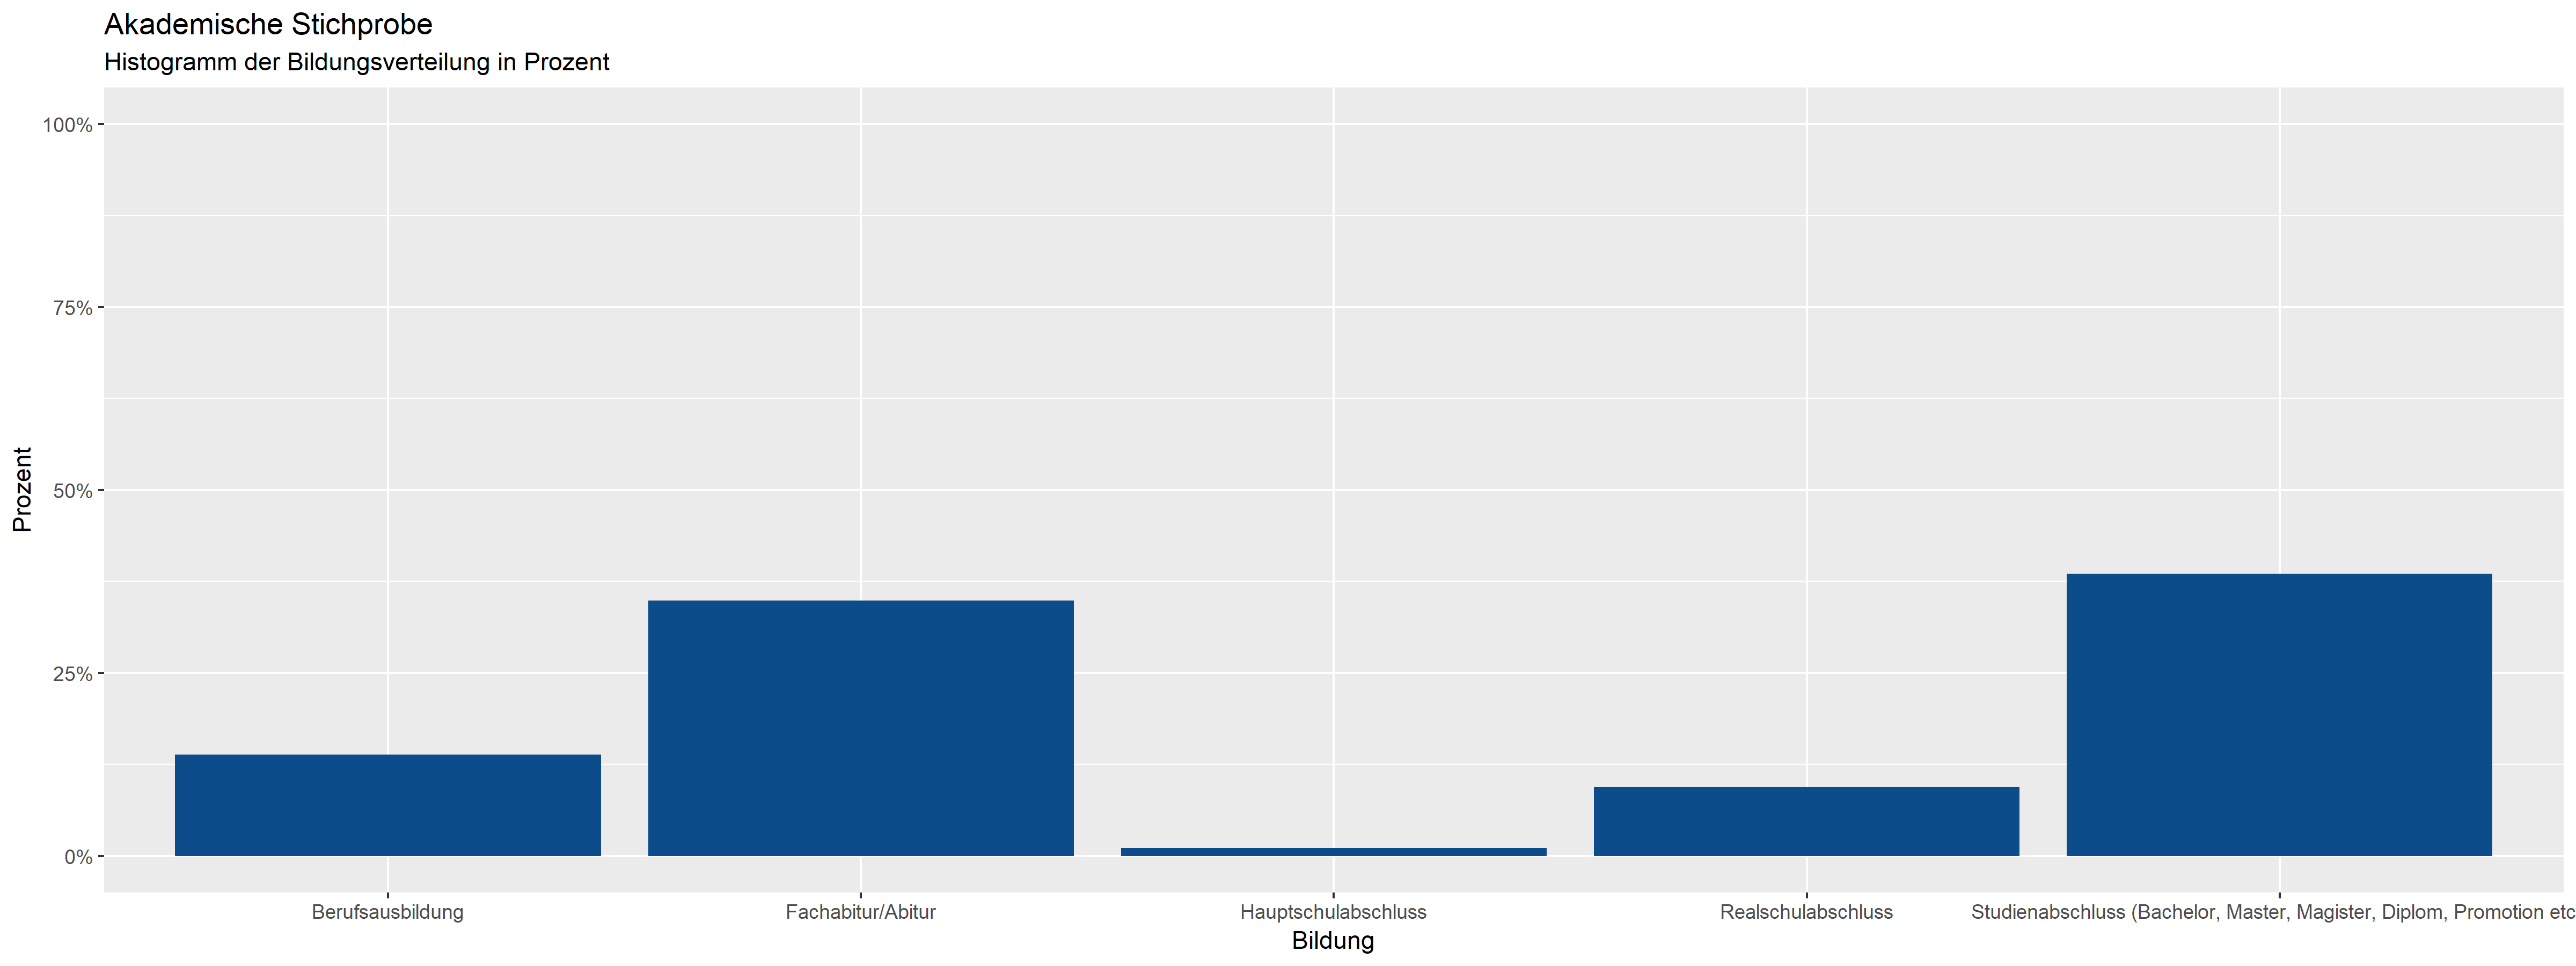 Akademische Stichprobe
Histogramm der Bildungsverteilung in Prozent
100%
75%
50%
25%
0%
Prozent
Berufsausbildung
Fachabitur/Abitur
Hauptschulabschluss
Realschulabschluss
Studienabschluss (Bachelor, Master, Magister, Diplom, Promotion etc
Bildung